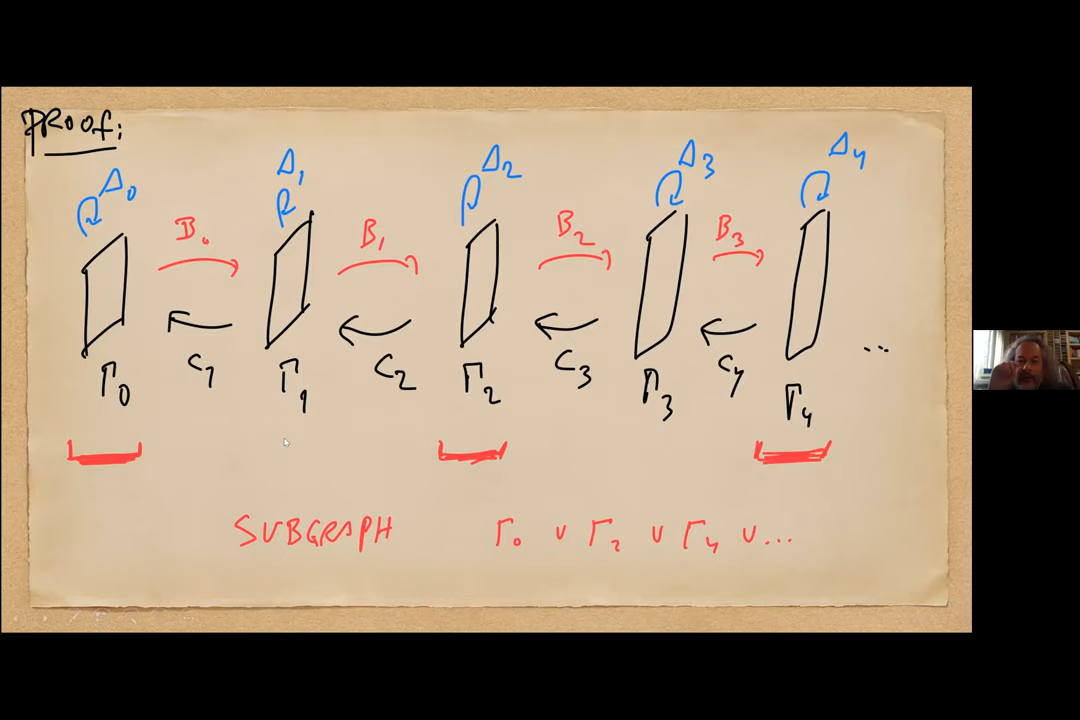 PROOF:
Δ0 Δ1 Δ2 Δ3 Δ4
B0 B1 B2 B3
C1 C2 C3 C4 ..
Γ0 Γ1 Γ2 Γ3 Γ4
SUBGRAPH Γ0 ∪ Γ2 ∪ Γ4 ∪ ...